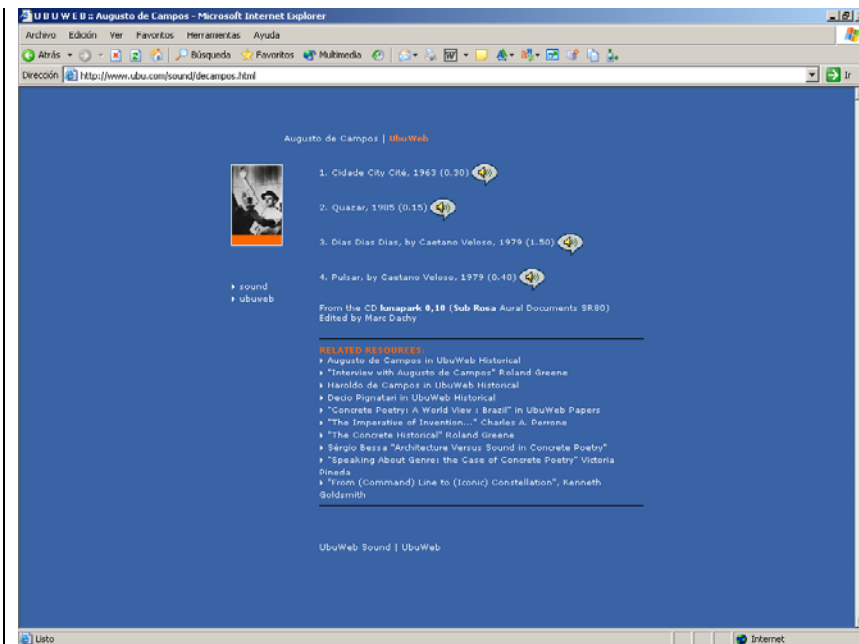 U B U W E B :: Augusto de Campos - Microsoft Internet Explorer
Archivo Edición Ver Favoritos Herramientas Ayuda
Atrás Búsqueda Favoritos Multimedia
Dirección http://www.ubu.com/sound/decampos.html Ir
Augusto de Campos | UbuWeb
1. Cidade City Cité, 1963 (0.30)
2. Quazar, 1985 (0.15)
3. Dias Dias Dias, by Caetano Veloso, 1979 (1.50)
4. Pulsar, by Caetano Veloso, 1979 (0.40)
sound
ubuweb
From the CD lunapark 0,10 (Sub Rosa Aural Documents SR80)
Edited by Marc Dachy
RELATED RESOURCES:
Augusto de Campos in UbuWeb Historical
"Interview with Augusto de Campos" Roland Greene
Haroldo de Campos in UbuWeb Historical
Decio Pignatari in UbuWeb Historical
"Concrete Poetry: A World View : Brazil" in UbuWeb Papers
"The Imperative of Invention..." Charles A. Perrone
"The Concrete Historical" Roland Greene
Sérgio Bessa "Architecture Versus Sound in Concrete Poetry"
"Speaking About Genre: the Case of Concrete Poetry" Victoria
Pineda
"From (Command) Line to (Iconic) Constellation", Kenneth
Goldsmith
UbuWeb Sound | UbuWeb
Listo Internet